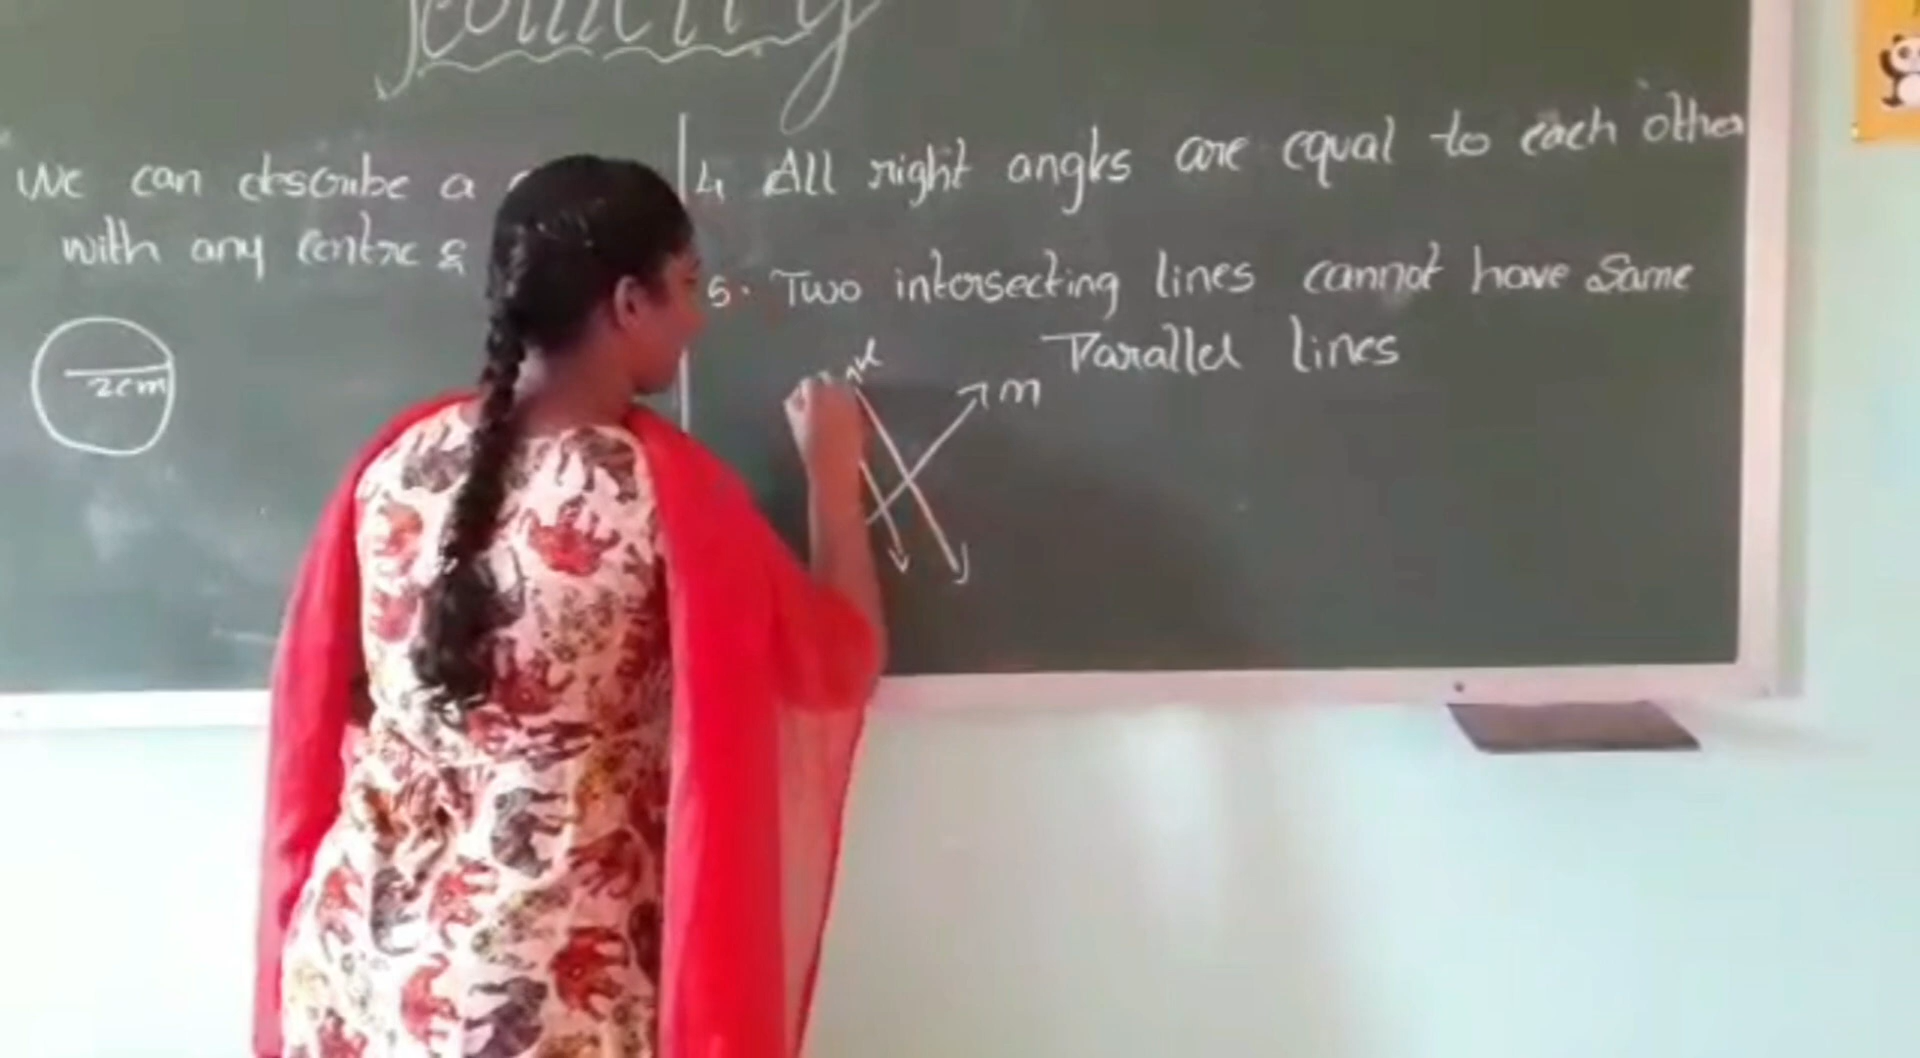 Geometry
We can describe a
with any centre &
2cm
4. All right angles are equal to each other
5. Two intersecting lines cannot have same
Parallel lines
m